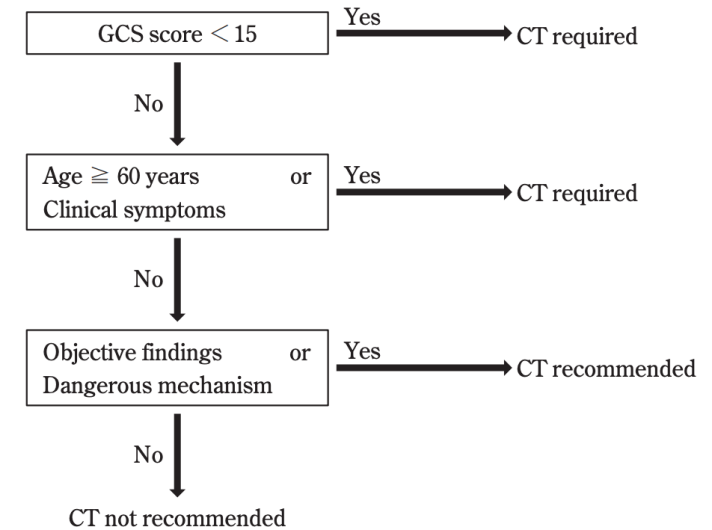 GCS score < 15
Yes
CT required
No
Age ≧ 60 years or
Clinical symptoms
Yes
CT required
No
Objective findings or
Dangerous mechanism
Yes
CT recommended
No
CT not recommended